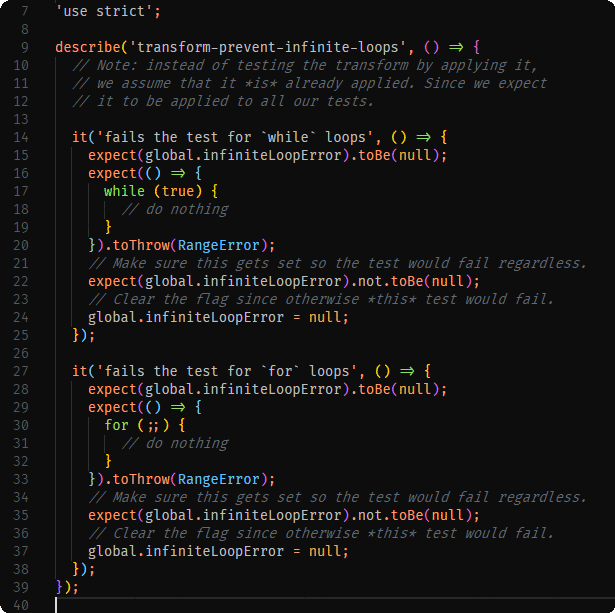 7 'use strict';
8
9 describe('transform-prevent-infinite-loops', () => {
10   // Note: instead of testing the transform by applying it,
11   // we assume that it *is* already applied. Since we expect
12   // it to be applied to all our tests.
13
14   it('fails the test for `while` loops', () => {
15     expect(global.infiniteLoopError).toBe(null);
16     expect(() => {
17       while (true) {
18         // do nothing
19       }
20     }).toThrow(RangeError);
21     // Make sure this gets set so the test would fail regardless.
22     expect(global.infiniteLoopError).not.toBe(null);
23     // Clear the flag since otherwise *this* test would fail.
24     global.infiniteLoopError = null;
25   });
26
27   it('fails the test for `for` loops', () => {
28     expect(global.infiniteLoopError).toBe(null);
29     expect(() => {
30       for (;;) {
31         // do nothing
32       }
33     }).toThrow(RangeError);
34     // Make sure this gets set so the test would fail regardless.
35     expect(global.infiniteLoopError).not.toBe(null);
36     // Clear the flag since otherwise *this* test would fail.
37     global.infiniteLoopError = null;
38   });
39 });
40